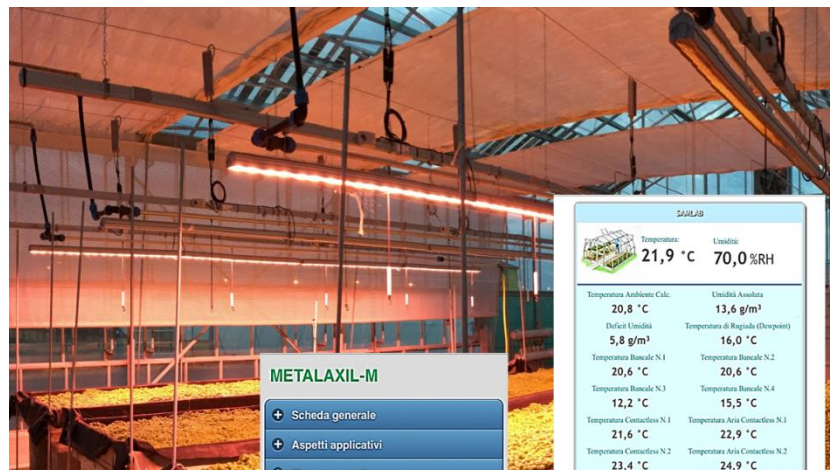 SAMLAB
Temperatura: Umidità:
21,9 °C 70,0 %RH
Temperatura Ambiente Calc. Umidità Assoluta
20,8 °C 13,6 g/m³
Deficit Umidità Temperatura di Rugiada (Dewpoint)
5,8 g/m³ 16,0 °C
Temperatura Bancale N.1 Temperatura Bancale N.2
20,6 °C 20,6 °C
Temperatura Bancale N.3 Temperatura Bancale N.4
12,2 °C 15,5 °C
Temperatura Contactless N.1 Temperatura Aria Contactless N.1
21,6 °C 22,9 °C
Temperatura Contactless N.2 Temperatura Aria Contactless N.2
23,4 °C 24,9 °C
METALAXIL-M
Scheda generale
Aspetti applicativi